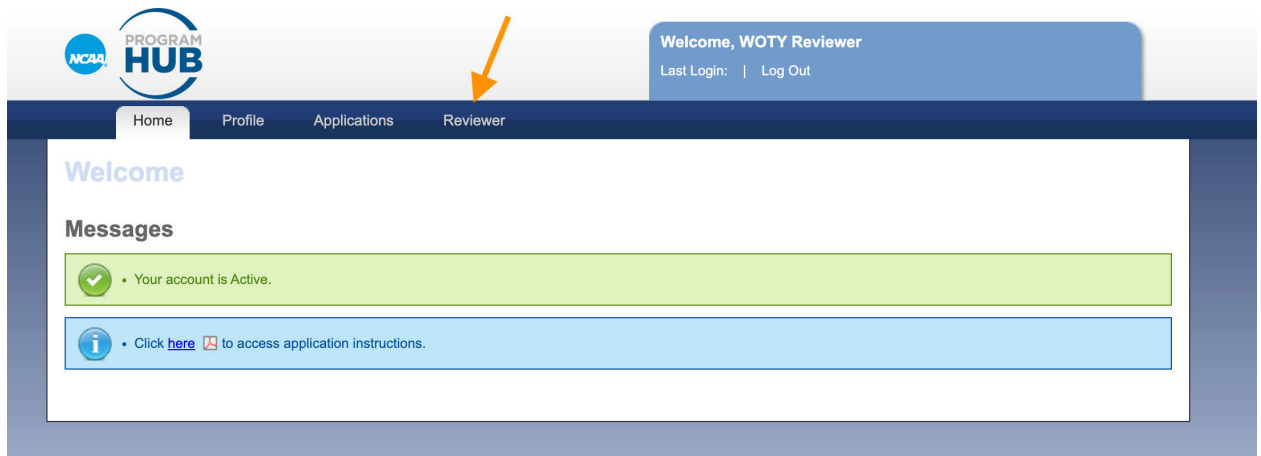 NCAA
PROGRAM
HUB
Welcome, WOTY Reviewer
Last Login: | Log Out
Home Profile Applications Reviewer
Welcome
Messages
• Your account is Active.
• Click here to access application instructions.